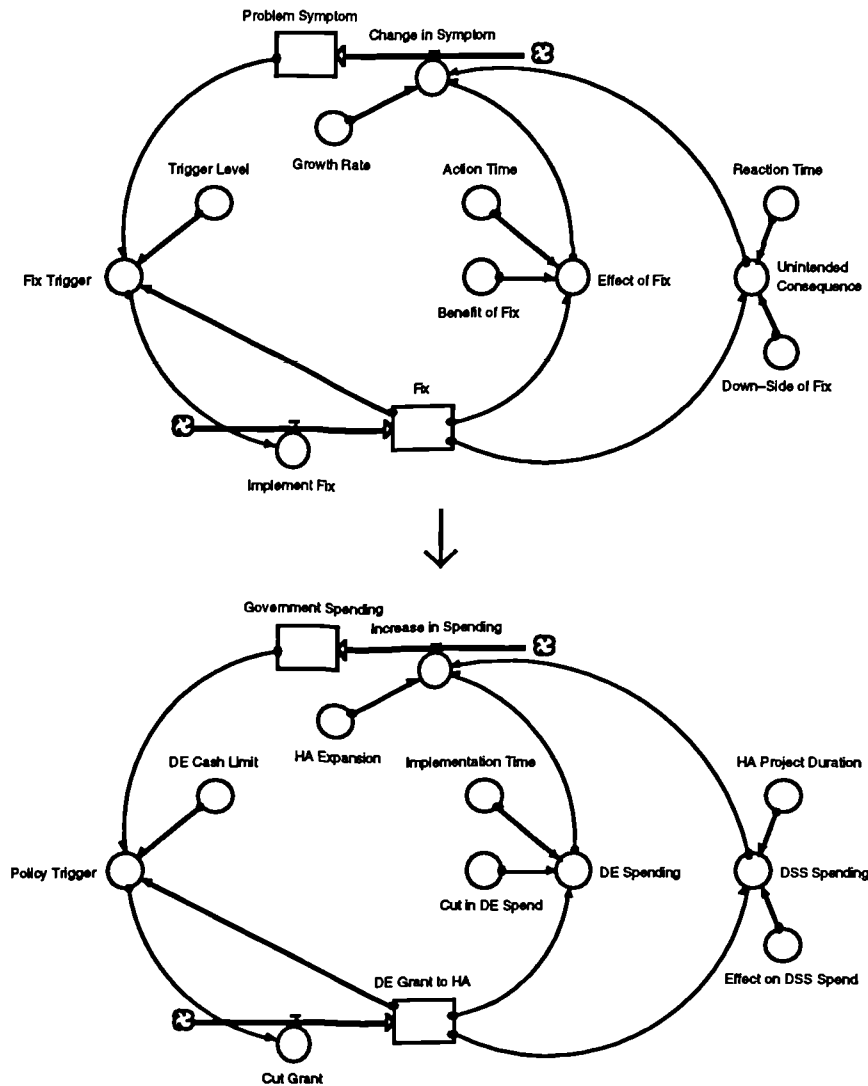 Problem Symptom
Change in Symptom
Growth Rate
Trigger Level
Action Time
Reaction Time
Fix Trigger
Benefit of Fix
Effect of Fix
Unintended
Consequence
Down-Side of Fix
Fix
Implement Fix
Government Spending
Increase in Spending
HA Expansion
DE Cash Limit
Implementation Time
HA Project Duration
Policy Trigger
Cut in DE Spend
DE Spending
DSS Spending
Effect on DSS Spend
DE Grant to HA
Cut Grant